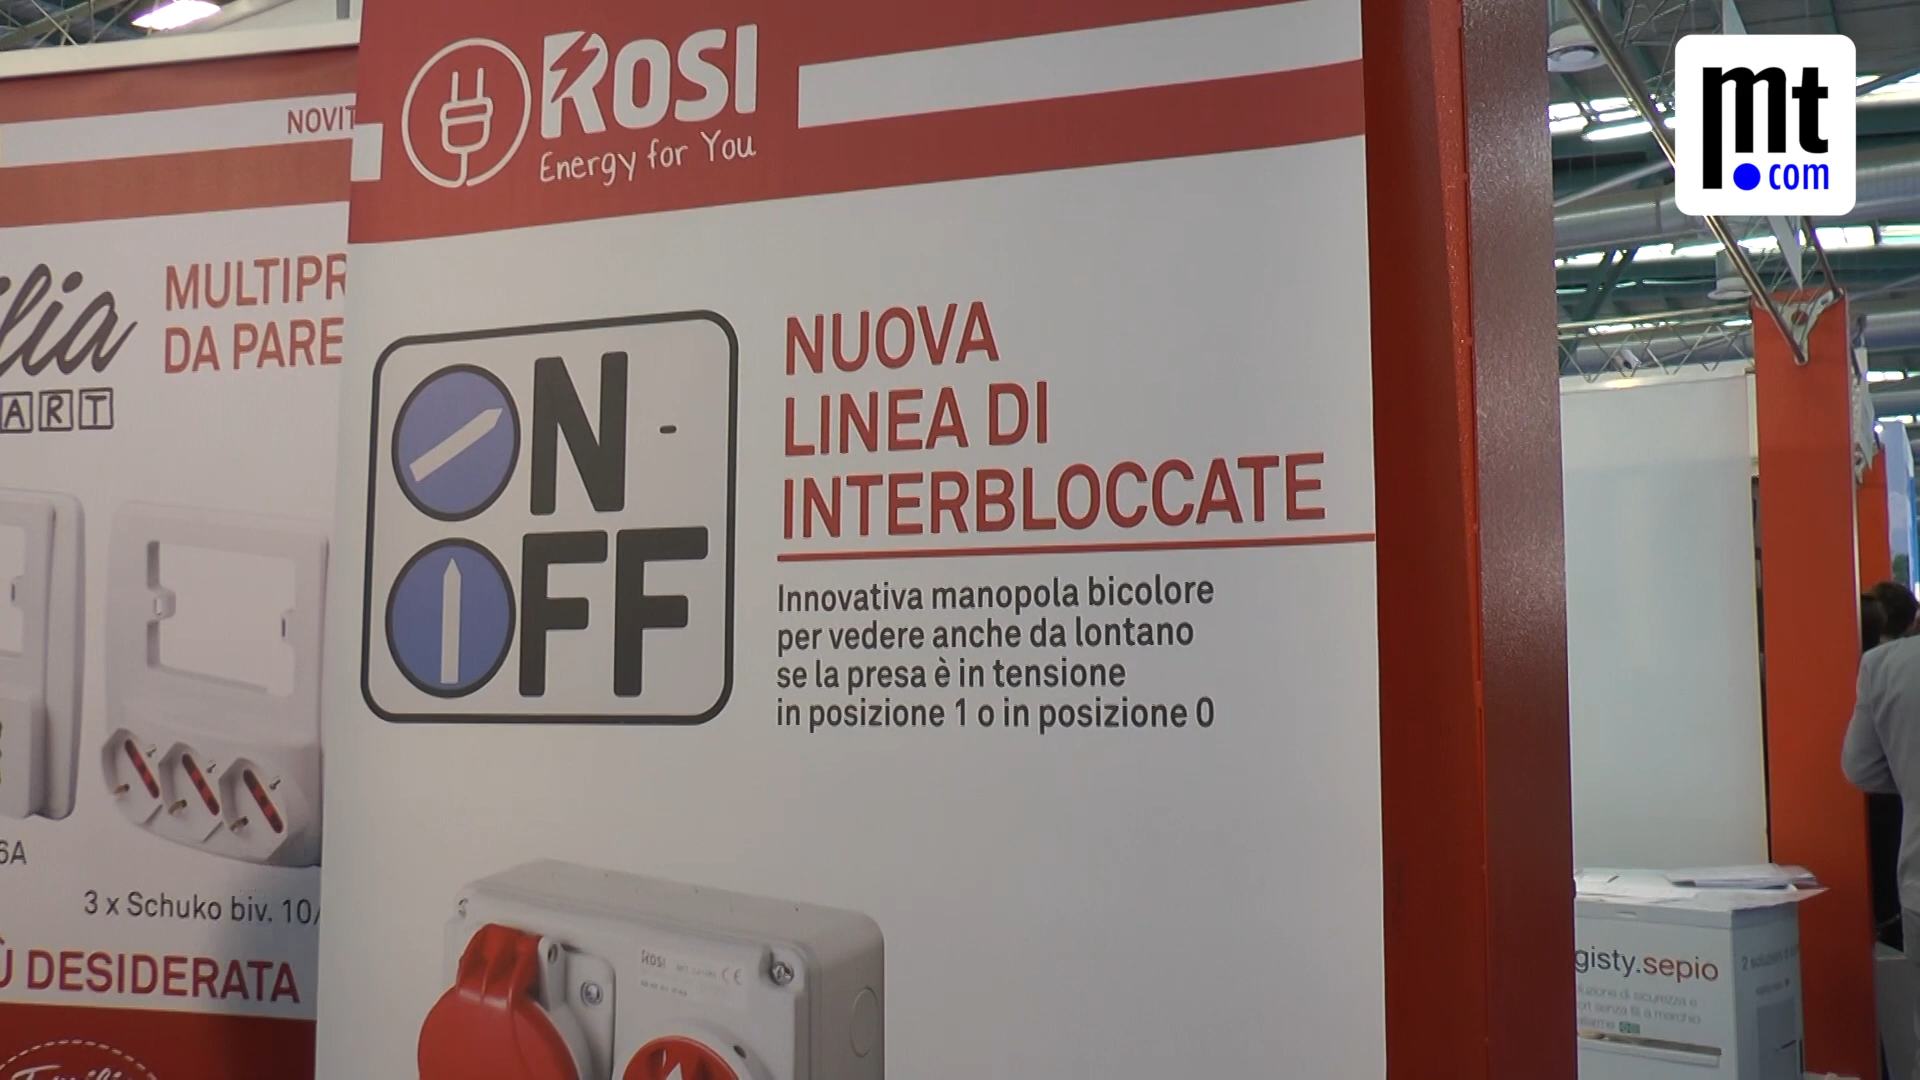 mt
.com
NOVIT
MULTIPR
DA PARE
lia
ART
6A
3 x Schuko biv. 10/
Ù DESIDERATA
ROSI
Energy for You
ON -
OFF
NUOVA
LINEA DI
INTERBLOCCATE
Innovativa manopola bicolore
per vedere anche da lontano
se la presa è in tensione
in posizione 1 o in posizione 0
ROSI
CE
gisty.sepio